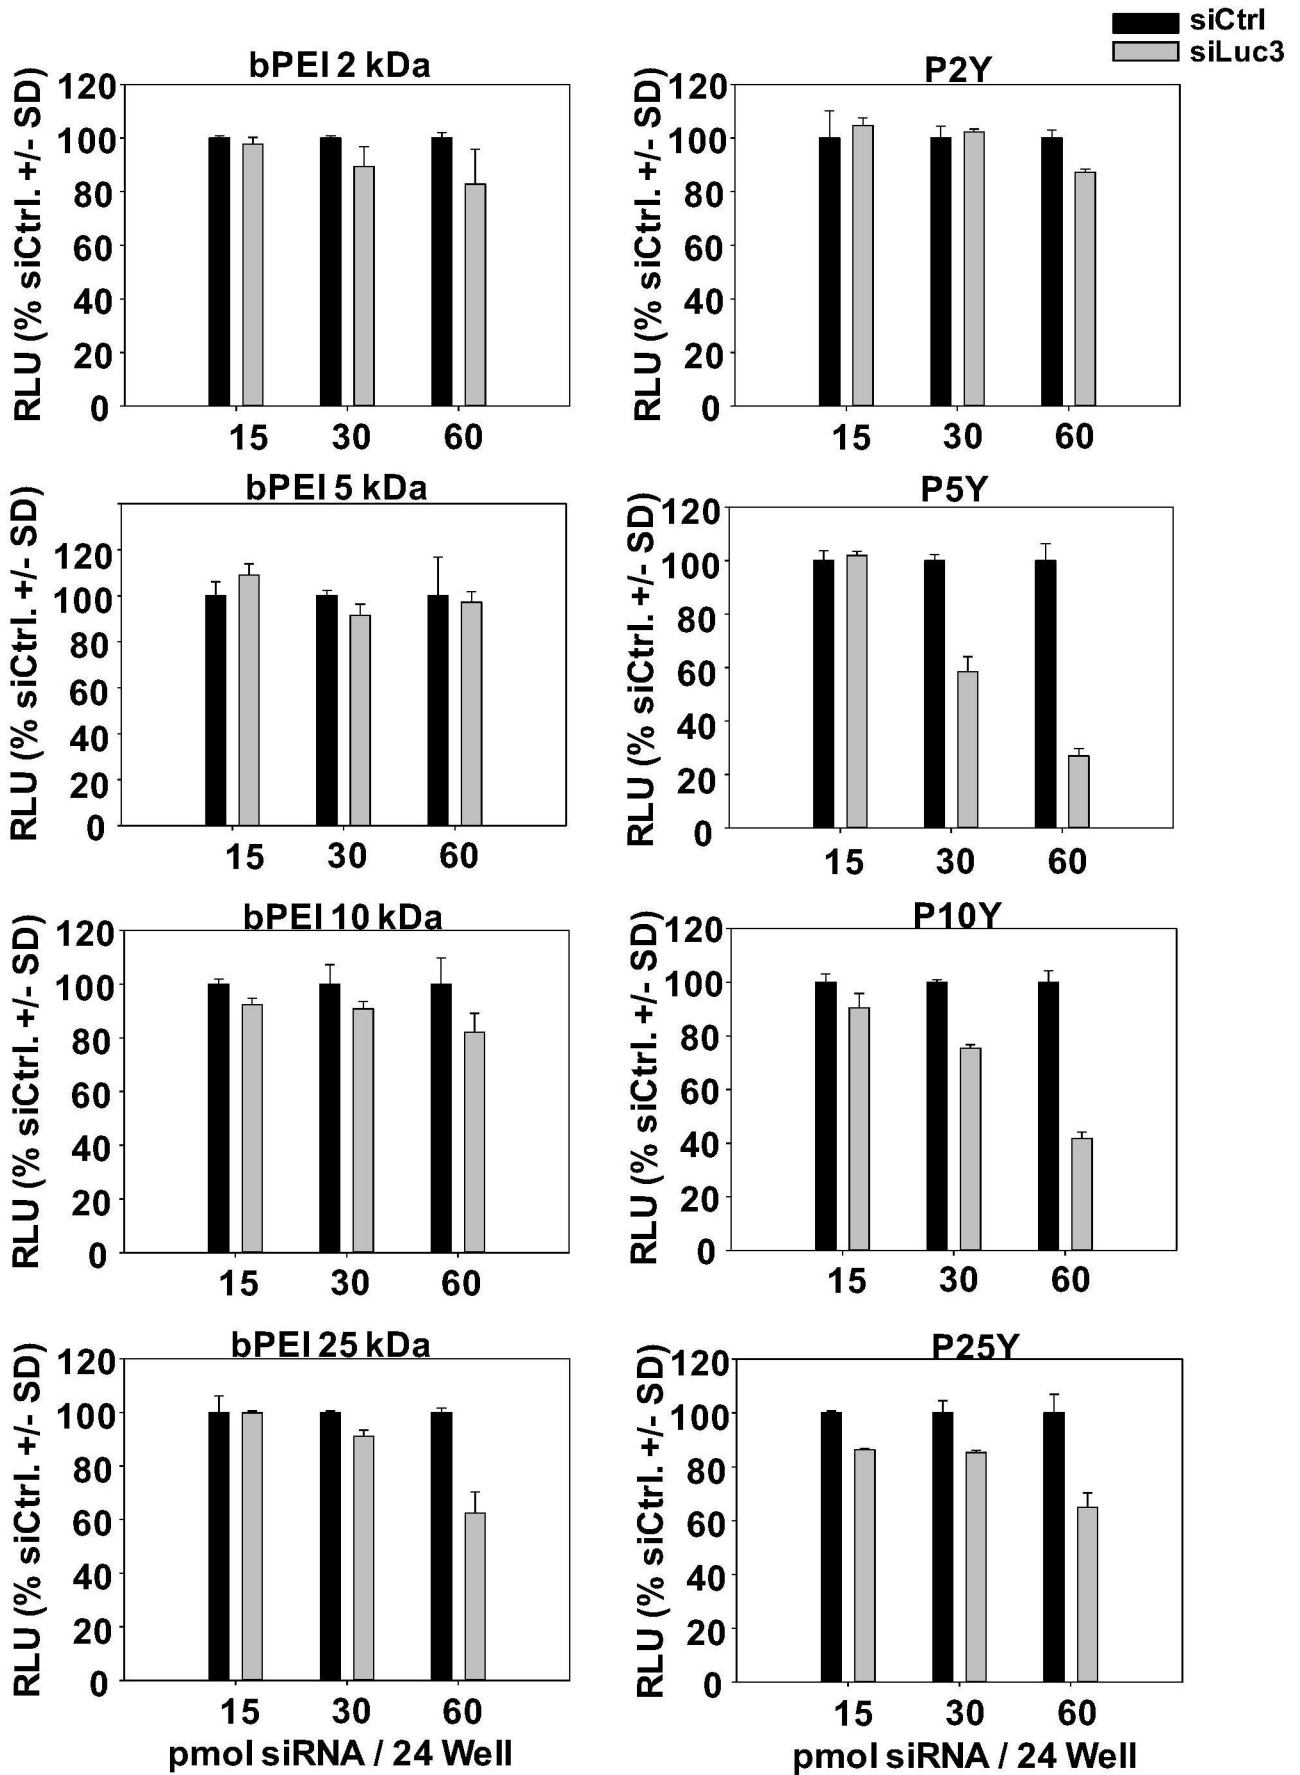 siCtrl
siLuc3
bPEI 2 kDa
RLU (% siCtrl. +/- SD)
120
100
80
60
40
20
0
15 30 60
P2Y
RLU (% siCtrl. +/- SD)
120
100
80
60
40
20
0
15 30 60
bPEI 5 kDa
RLU (% siCtrl. +/- SD)
120
100
80
60
40
20
0
15 30 60
P5Y
RLU (% siCtrl. +/- SD)
120
100
80
60
40
20
0
15 30 60
bPEI 10 kDa
RLU (% siCtrl. +/- SD)
120
100
80
60
40
20
0
15 30 60
P10Y
RLU (% siCtrl. +/- SD)
120
100
80
60
40
20
0
15 30 60
bPEI 25 kDa
RLU (% siCtrl. +/- SD)
120
100
80
60
40
20
0
15 30 60
pmol siRNA / 24 Well
P25Y
RLU (% siCtrl. +/- SD)
120
100
80
60
40
20
0
15 30 60
pmol siRNA / 24 Well